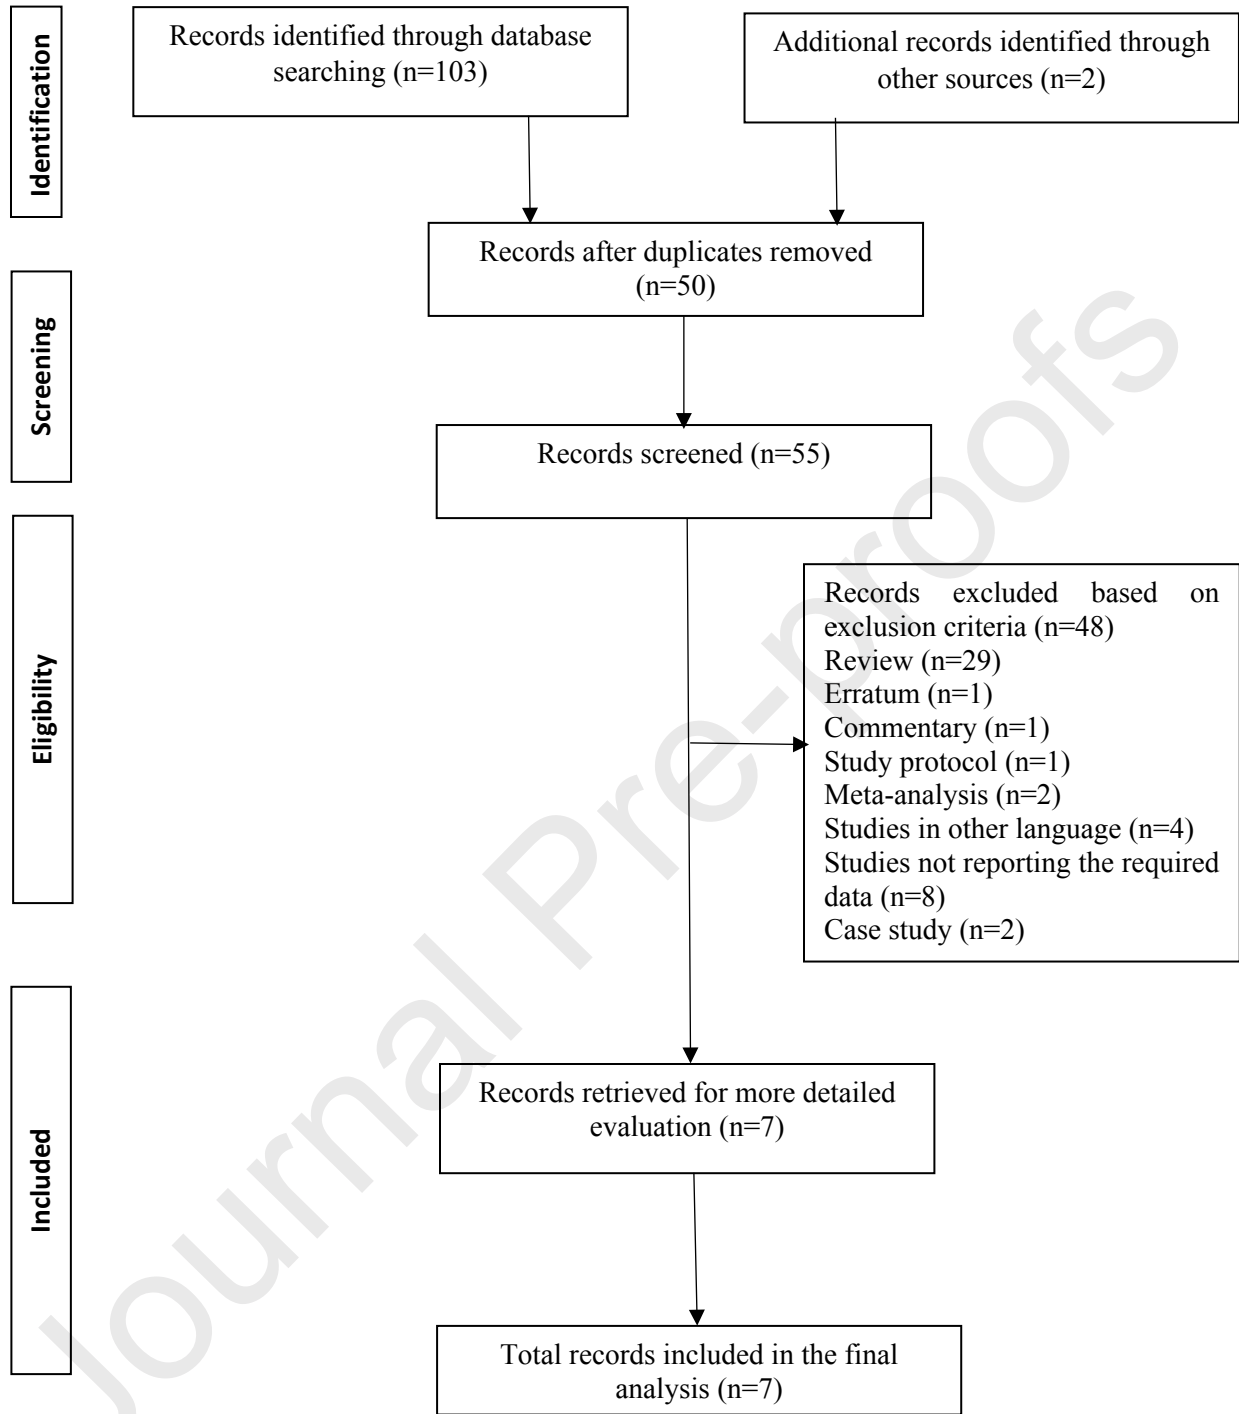 Identification
Records identified through database
searching (n=103)
Additional records identified through
other sources (n=2)
Records after duplicates removed
(n=50)
Screening
Records screened (n=55)
Eligibility
Records excluded based on
exclusion criteria (n=48)
Review (n=29)
Erratum (n=1)
Commentary (n=1)
Study protocol (n=1)
Meta-analysis (n=2)
Studies in other language (n=4)
Studies not reporting the required
data (n=8)
Case study (n=2)
Included
Records retrieved for more detailed
evaluation (n=7)
Total records included in the final
analysis (n=7)
Journal Pre-proofs